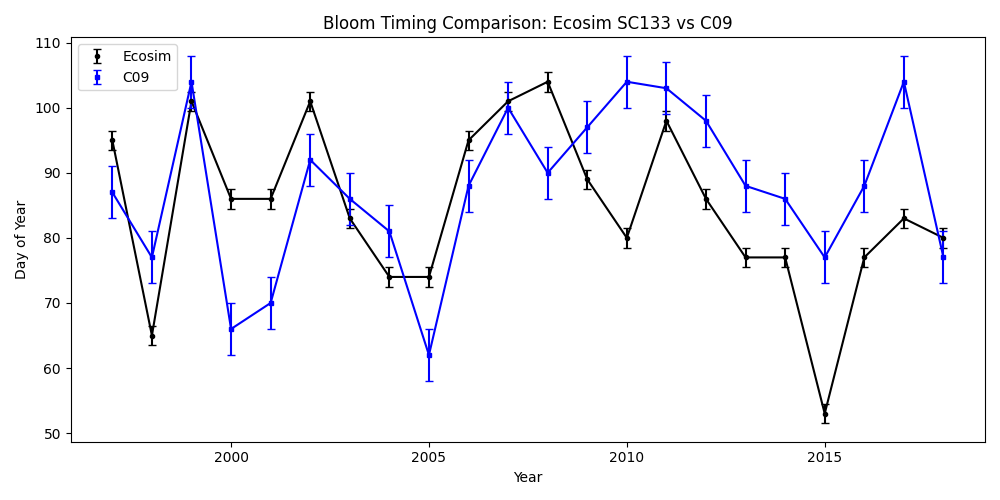 Bloom Timing Comparison: Ecosim SC133 vs C09
Ecosim
C09
Day of Year
110
100
90
80
70
60
50
2000
2005
2010
2015
Year